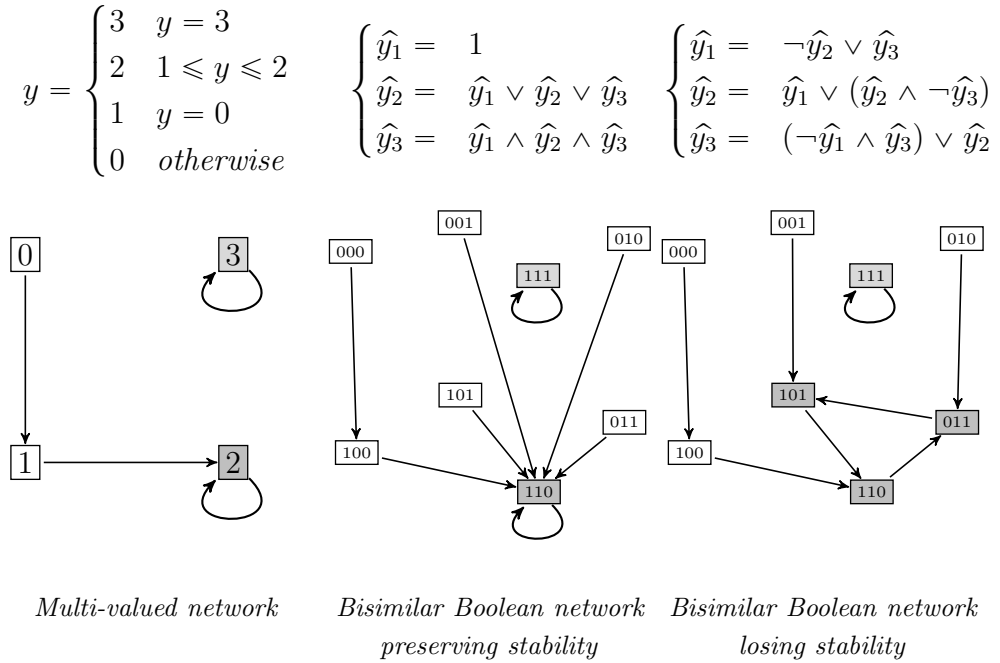 y = { 3 y = 3
2 1 ⩽ y ⩽ 2
1 y = 0
0 otherwise
{ ŷ₁ = 1
ŷ₂ = ŷ₁ ∨ ŷ₂ ∨ ŷ₃
ŷ₃ = ŷ₁ ∧ ŷ₂ ∧ ŷ₃
{ ŷ₁ = ¬ŷ₂ ∨ ŷ₃
ŷ₂ = ŷ₁ ∨ (ŷ₂ ∧ ¬ŷ₃)
ŷ₃ = (¬ŷ₁ ∧ ŷ₃) ∨ ŷ₂
0
3
1
2
Multi-valued network
001
000
010
111
101
011
100
110
Bisimilar Boolean network
preserving stability
001
000
010
111
101
011
100
110
Bisimilar Boolean network
losing stability